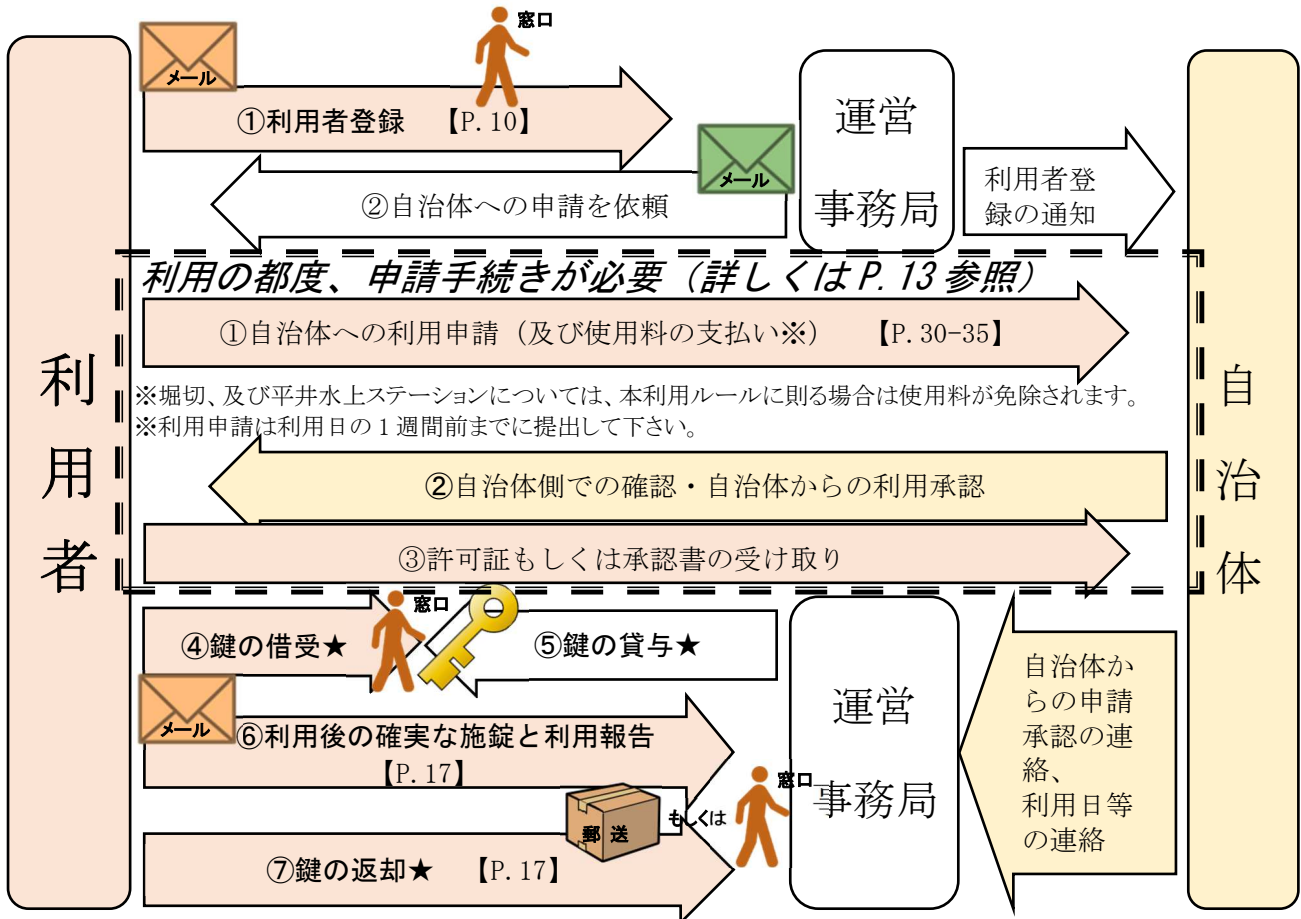 窓口
メール
①利用者登録 【P.10】
運営
事務局
メール
②自治体への申請を依頼
利用者登
録の通知
利用者
自治体
利用の都度、申請手続きが必要（詳しくはP.13参照）
①自治体への利用申請（及び使用料の支払い※） 【P.30-35】
※堀切、及び平井水上ステーションについては、本利用ルールに則る場合は使用料が免除されます。
※利用申請は利用日の1週間前までに提出して下さい。
②自治体側での確認・自治体からの利用承認
③許可証もしくは承認書の受け取り
窓口
④鍵の借受★
⑤鍵の貸与★
運営
事務局
自治体か
らの申請
承認の連
絡、
利用日等
の連絡
メール
⑥利用後の確実な施錠と利用報告
【P.17】
郵送
もしくは
窓口
⑦鍵の返却★ 【P.17】